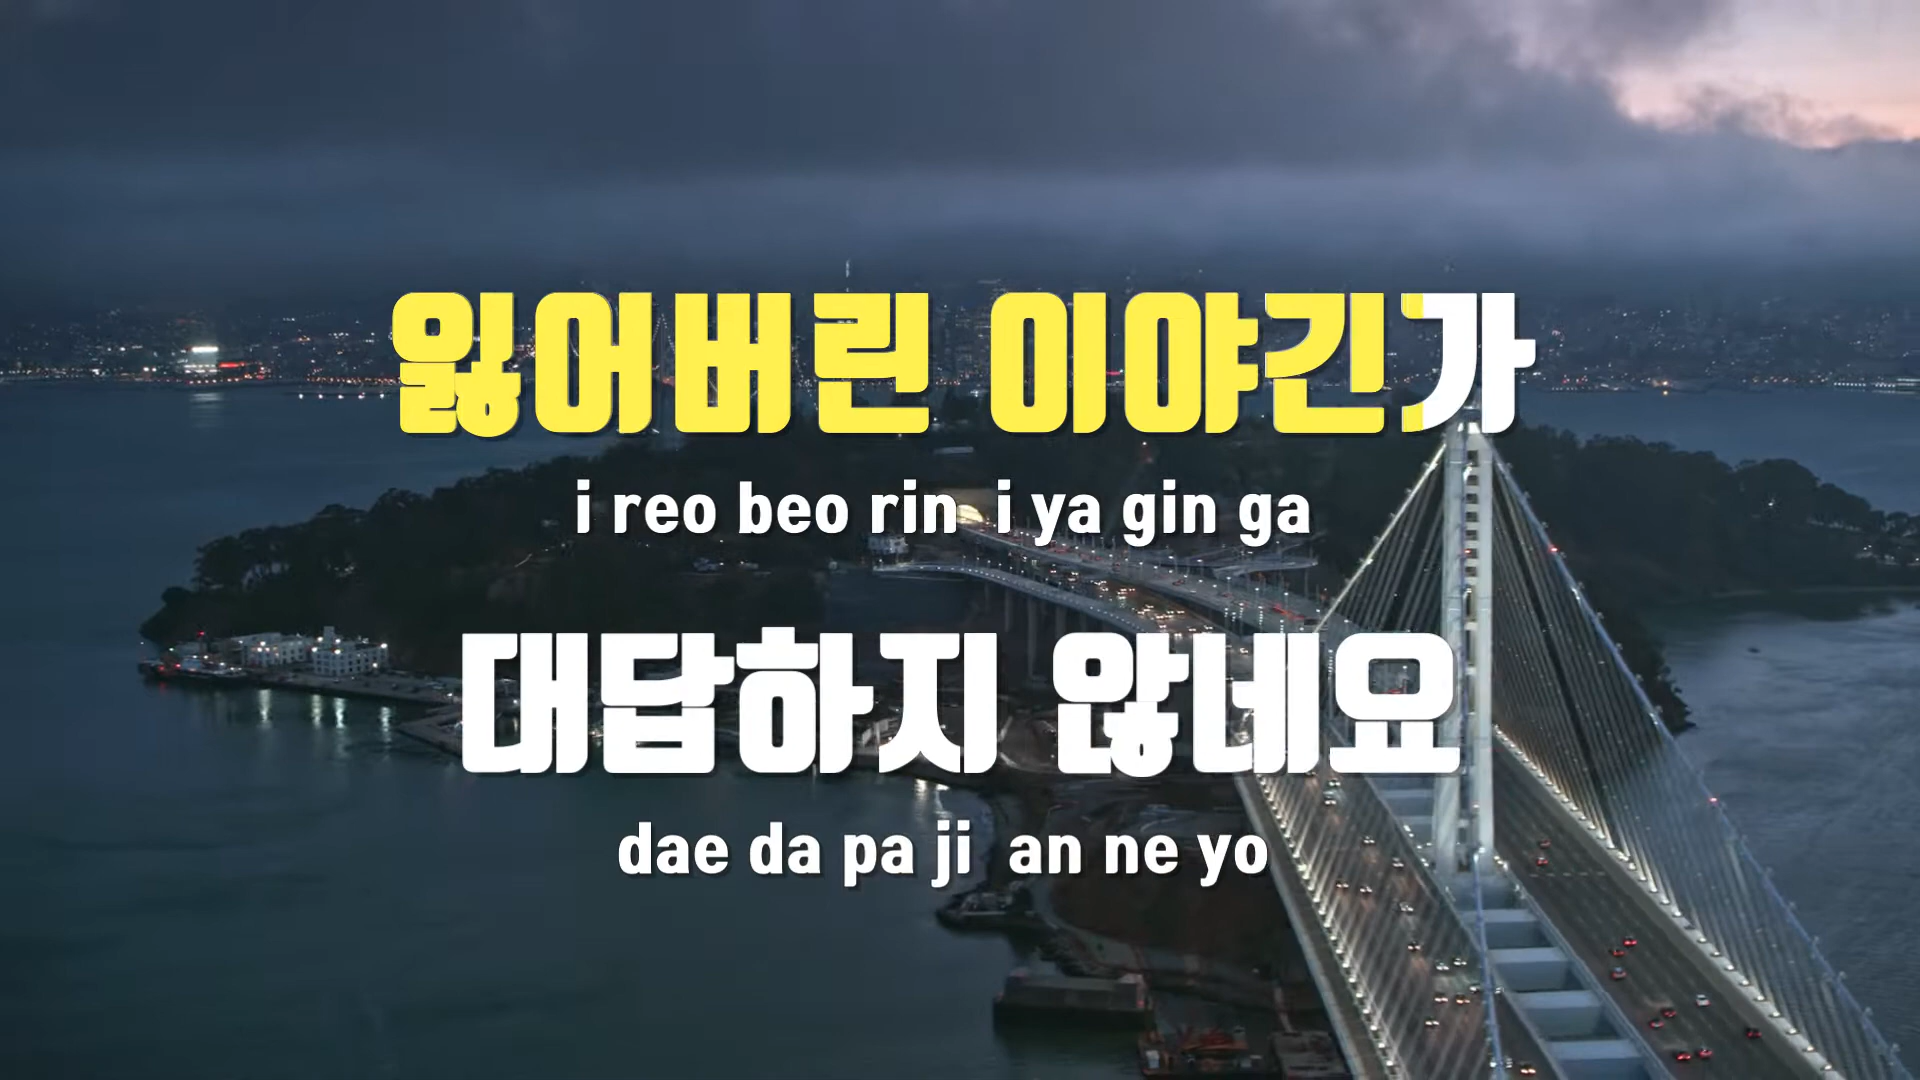 잃어버린 이야긴가
i reo beo rin i ya gin ga
대답하지 않네요
dae da pa ji an ne yo